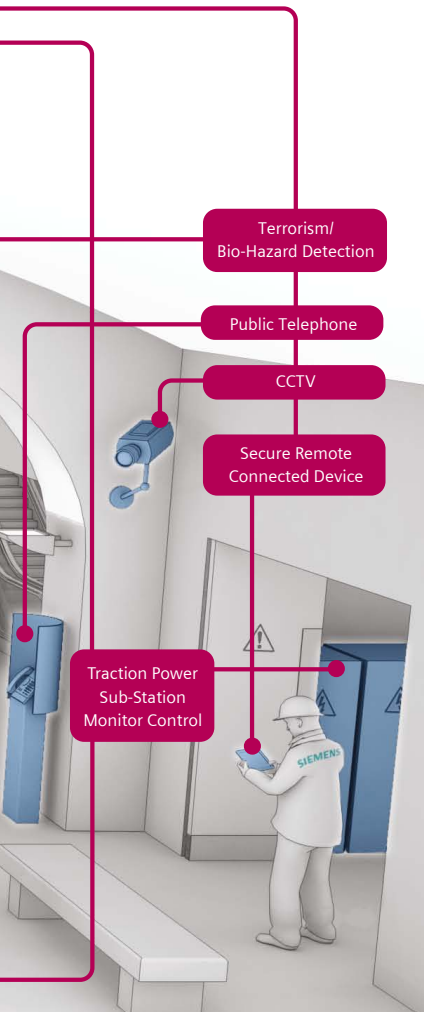 Terrorism/
Bio-Hazard Detection
Public Telephone
CCTV
Secure Remote
Connected Device
Traction Power
Sub-Station
Monitor Control
SIEMENS